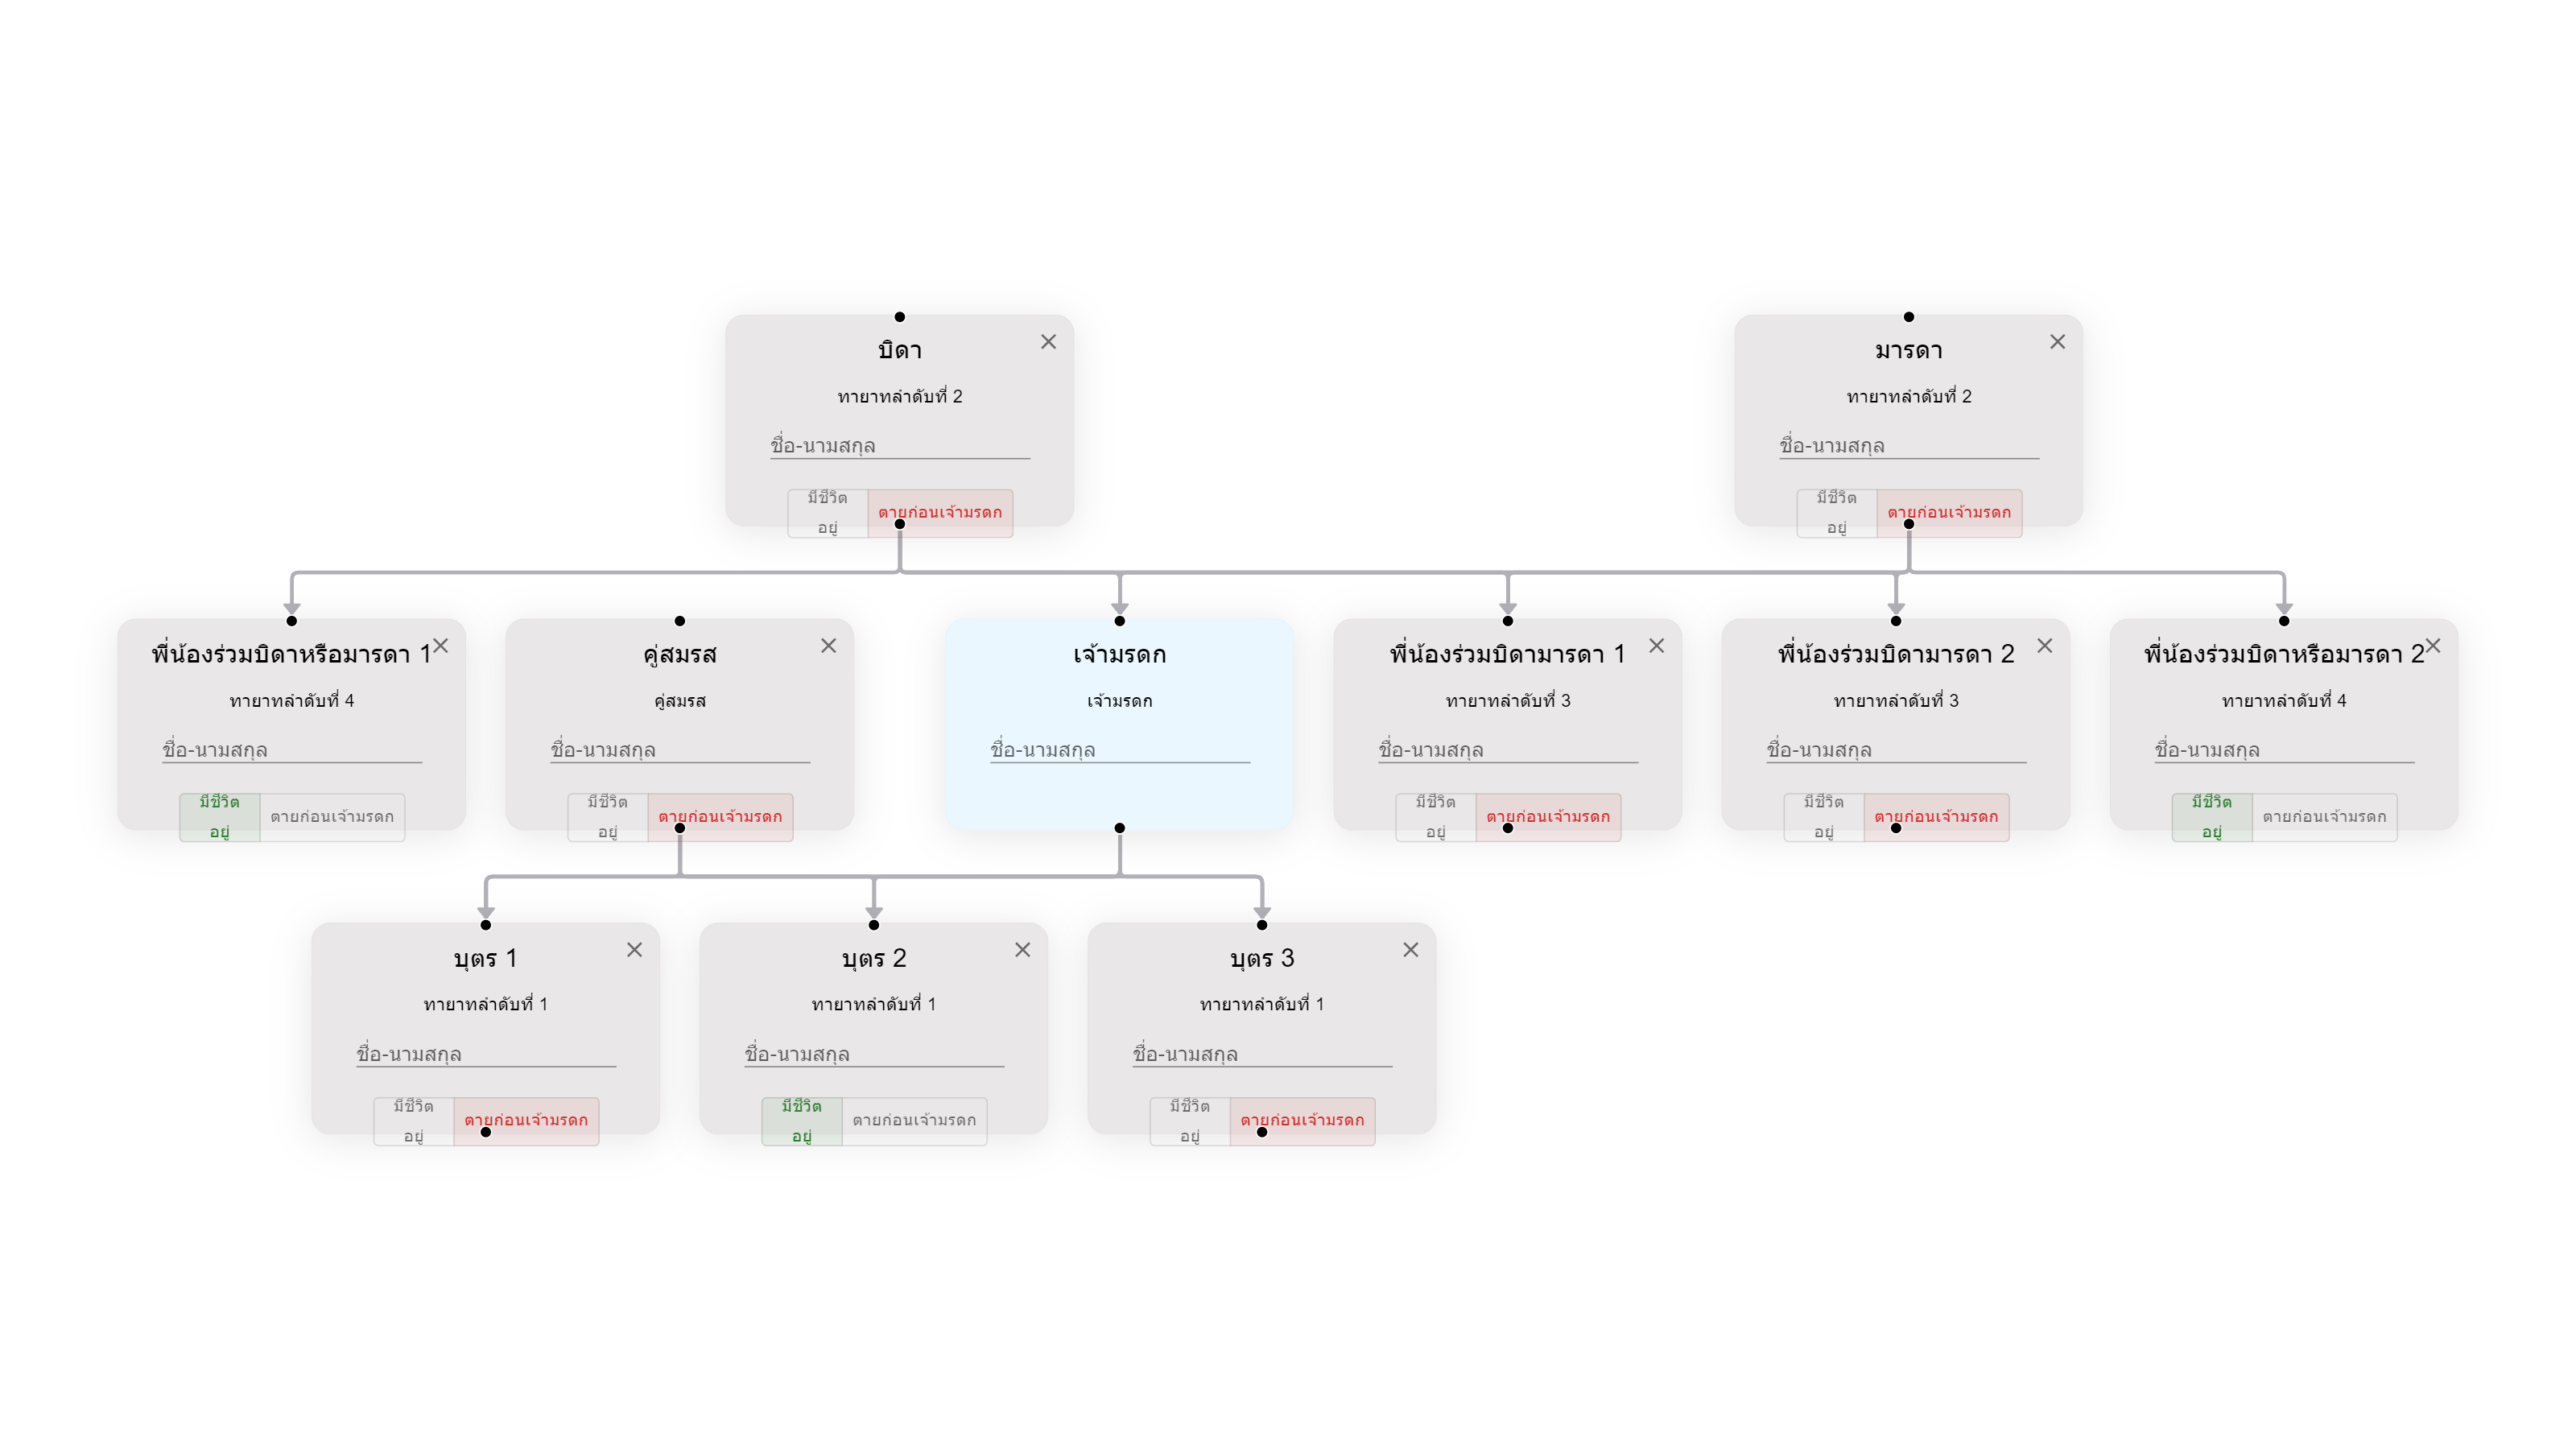 บิดา
ทายาทลำดับที่ 2
ชื่อ-นามสกุล
มีชีวิต
อยู่
ตายก่อนเจ้ามรดก
มารดา
ทายาทลำดับที่ 2
ชื่อ-นามสกุล
มีชีวิต
อยู่
ตายก่อนเจ้ามรดก
พี่น้องร่วมบิดาหรือมารดา 1
ทายาทลำดับที่ 4
ชื่อ-นามสกุล
มีชีวิต
อยู่
ตายก่อนเจ้ามรดก
คู่สมรส
คู่สมรส
ชื่อ-นามสกุล
มีชีวิต
อยู่
ตายก่อนเจ้ามรดก
เจ้ามรดก
เจ้ามรดก
ชื่อ-นามสกุล
พี่น้องร่วมบิดามารดา 1
ทายาทลำดับที่ 3
ชื่อ-นามสกุล
มีชีวิต
อยู่
ตายก่อนเจ้ามรดก
พี่น้องร่วมบิดามารดา 2
ทายาทลำดับที่ 3
ชื่อ-นามสกุล
มีชีวิต
อยู่
ตายก่อนเจ้ามรดก
พี่น้องร่วมบิดาหรือมารดา 2
ทายาทลำดับที่ 4
ชื่อ-นามสกุล
มีชีวิต
อยู่
ตายก่อนเจ้ามรดก
บุตร 1
ทายาทลำดับที่ 1
ชื่อ-นามสกุล
มีชีวิต
อยู่
ตายก่อนเจ้ามรดก
บุตร 2
ทายาทลำดับที่ 1
ชื่อ-นามสกุล
มีชีวิต
อยู่
ตายก่อนเจ้ามรดก
บุตร 3
ทายาทลำดับที่ 1
ชื่อ-นามสกุล
มีชีวิต
อยู่
ตายก่อนเจ้ามรดก